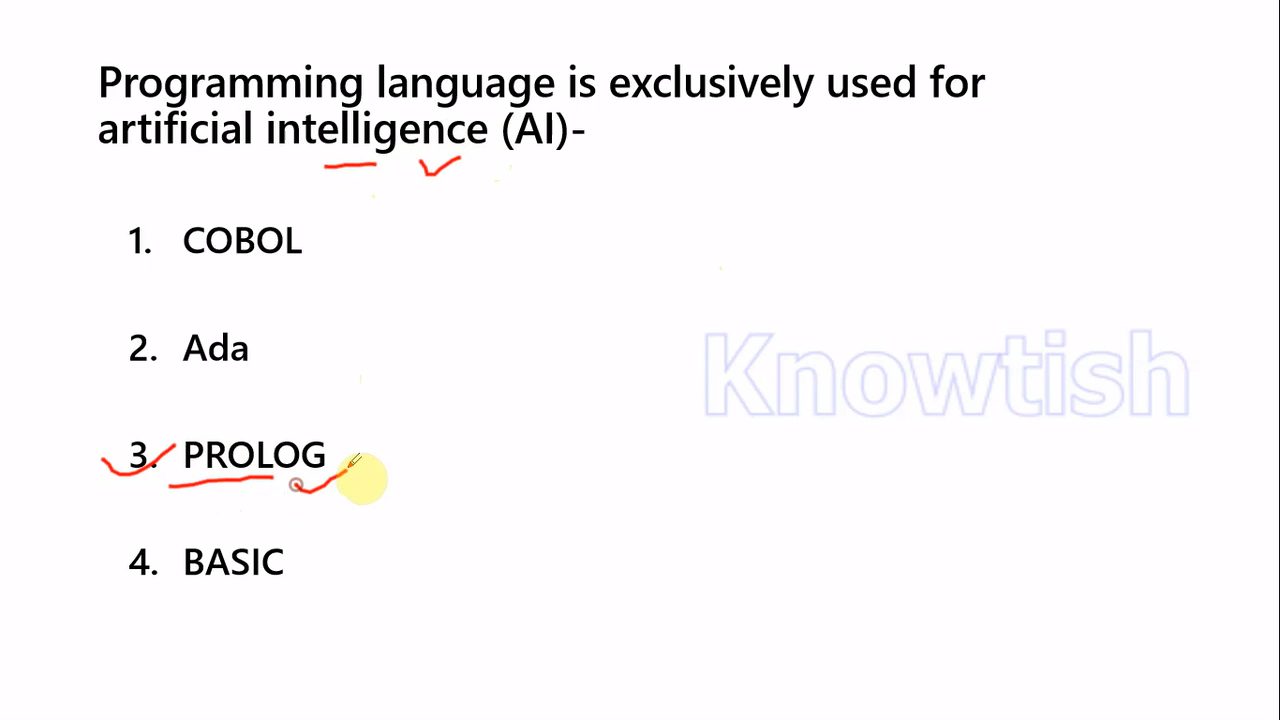 Programming language is exclusively used for
artificial intelligence (AI)-
1. COBOL
2. Ada
Knowtish
3. PROLOG
4. BASIC